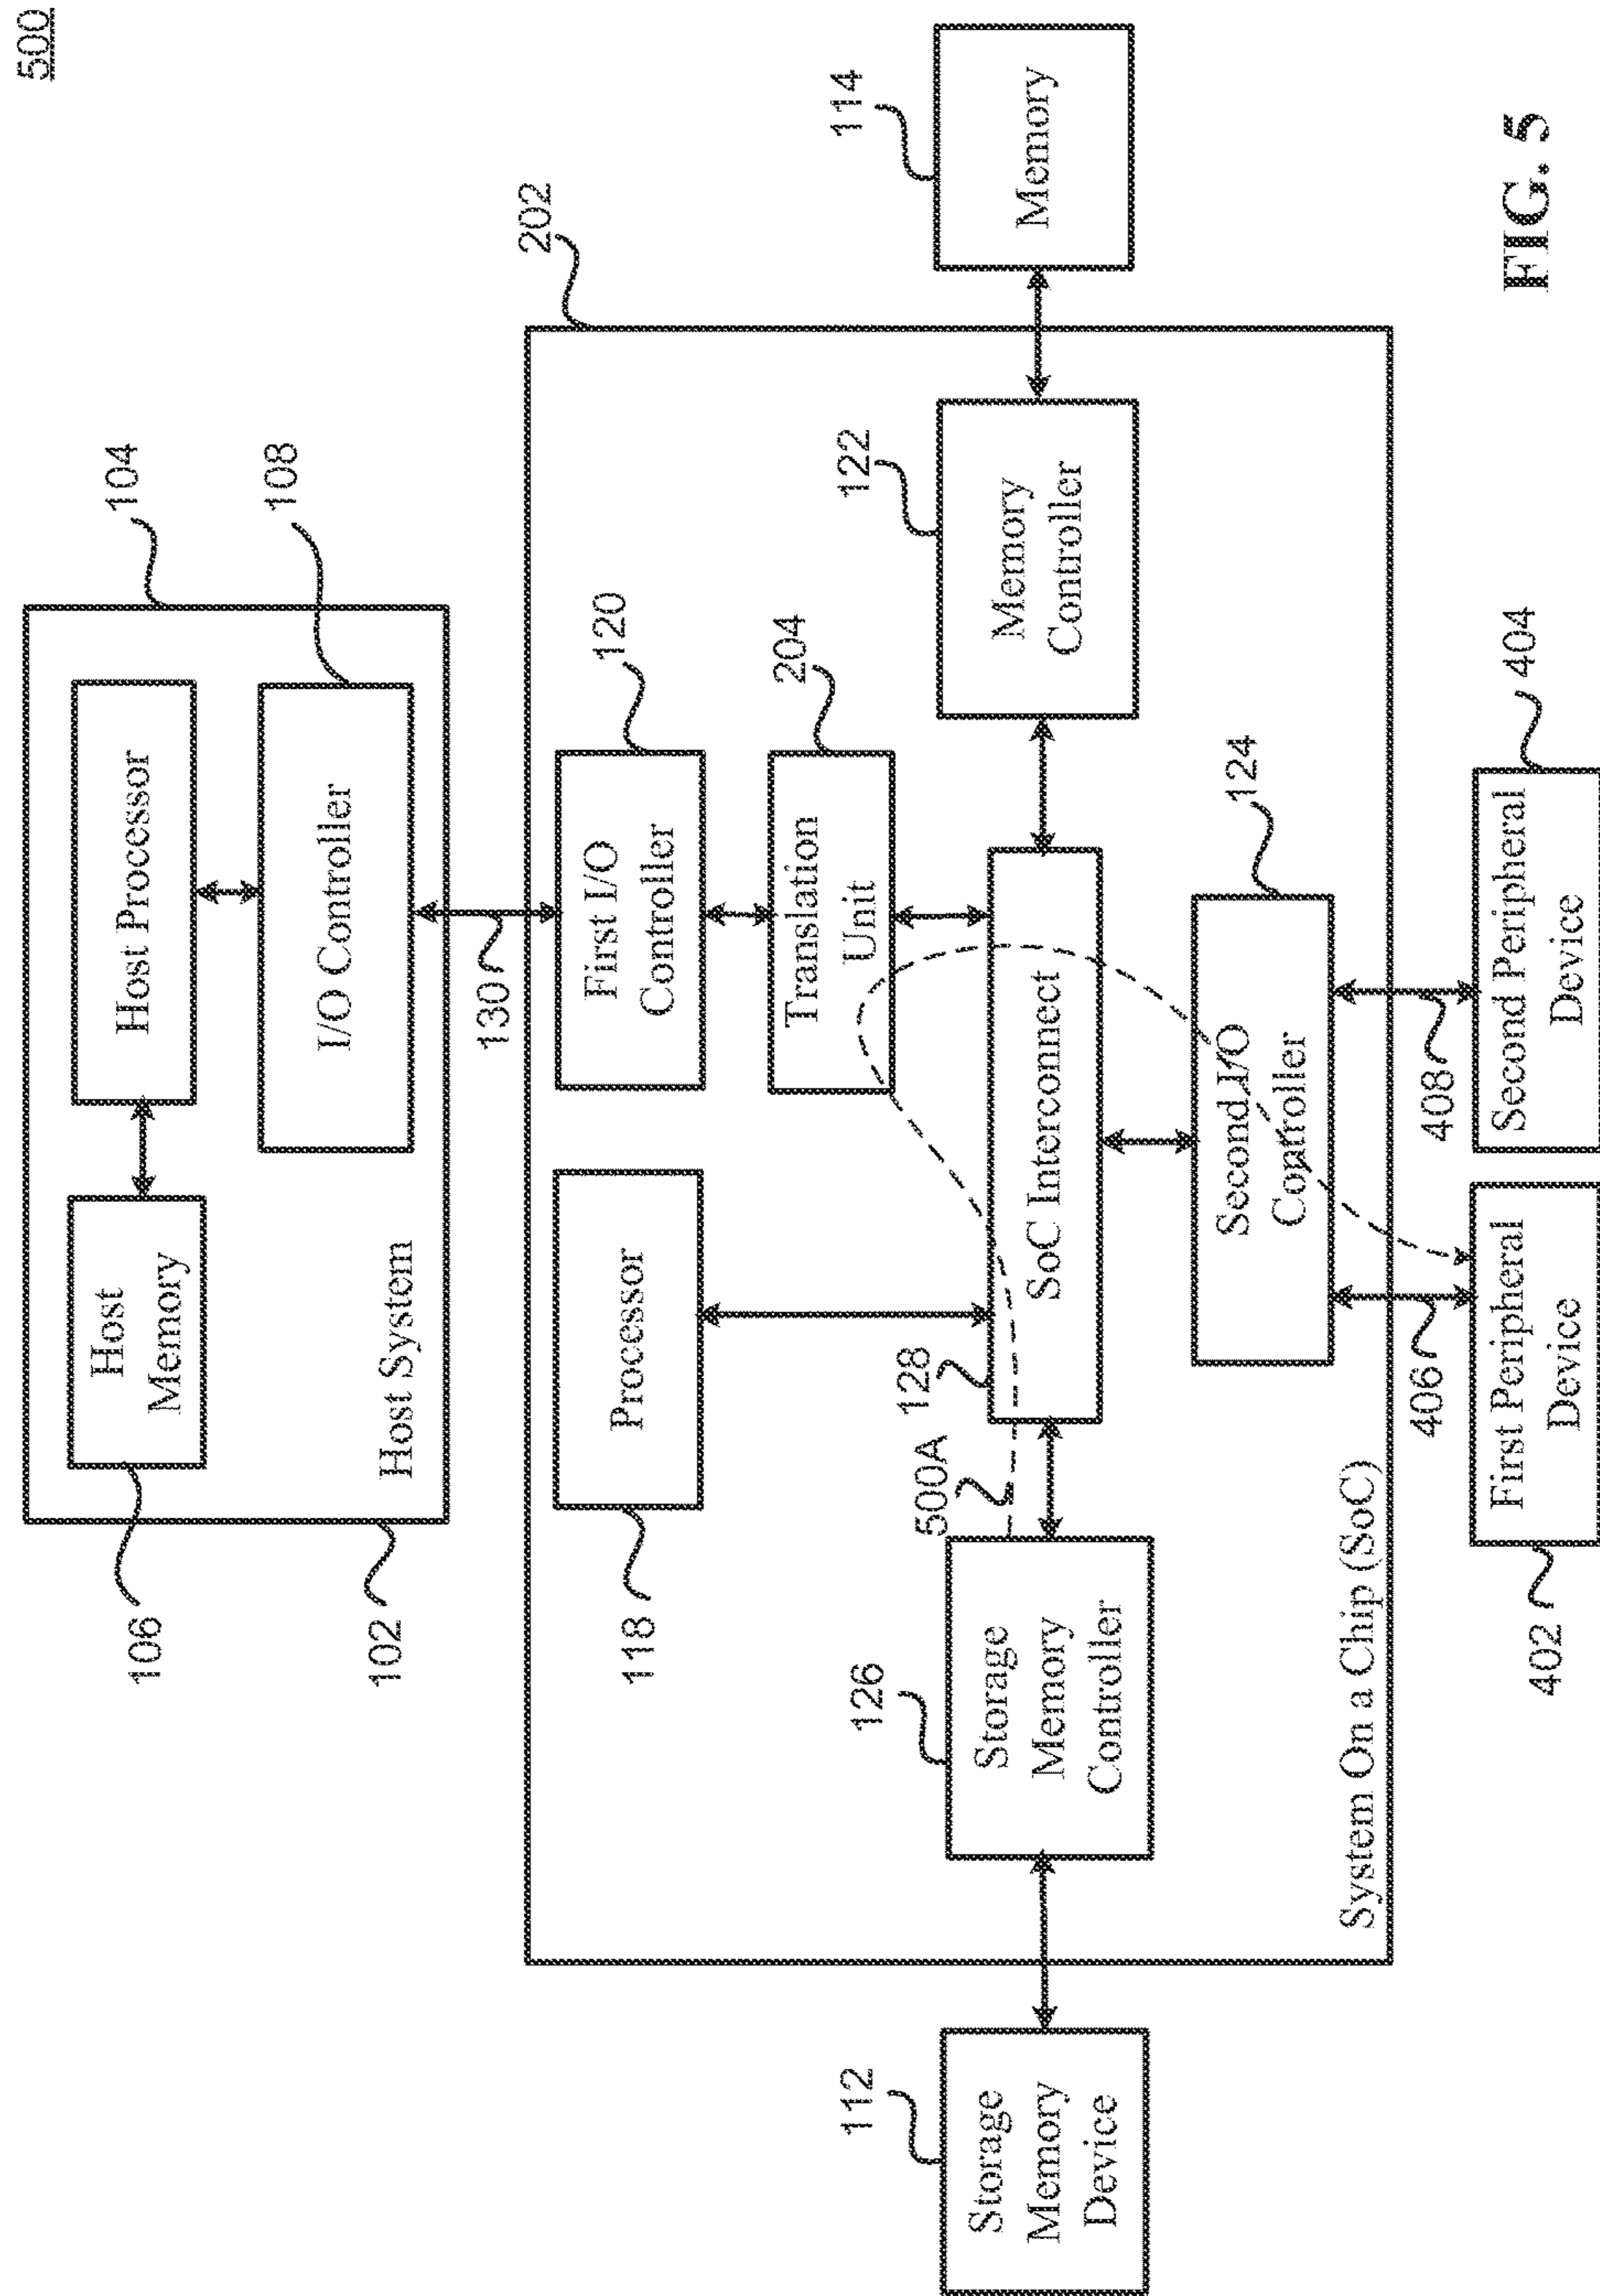 500
104
Host Processor
Host
Memory
I/O Controller
108
Host System
106
102
130
202
First I/O
Controller
120
Processor
118
Translation
Unit
204
128
500A
SoC Interconnect
126
Storage
Memory
Controller
122
Memory
Controller
114
Memory
112
Storage
Memory
Device
124
Second I/O
Controller
System On a Chip (SoC)
406
408
402
First Peripheral
Device
404
Second Peripheral
Device
FIG. 5